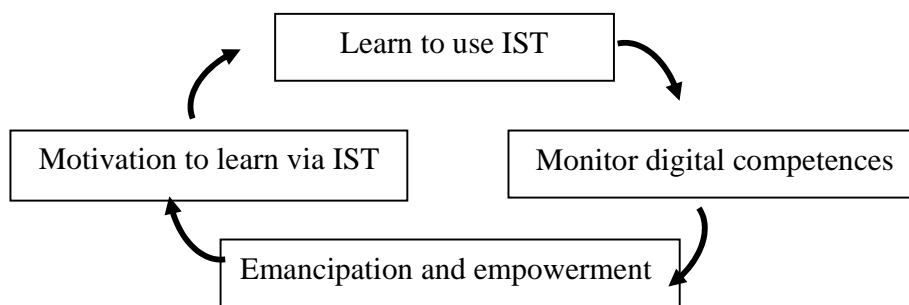 Learn to use IST
Motivation to learn via IST
Monitor digital competences
Emancipation and empowerment